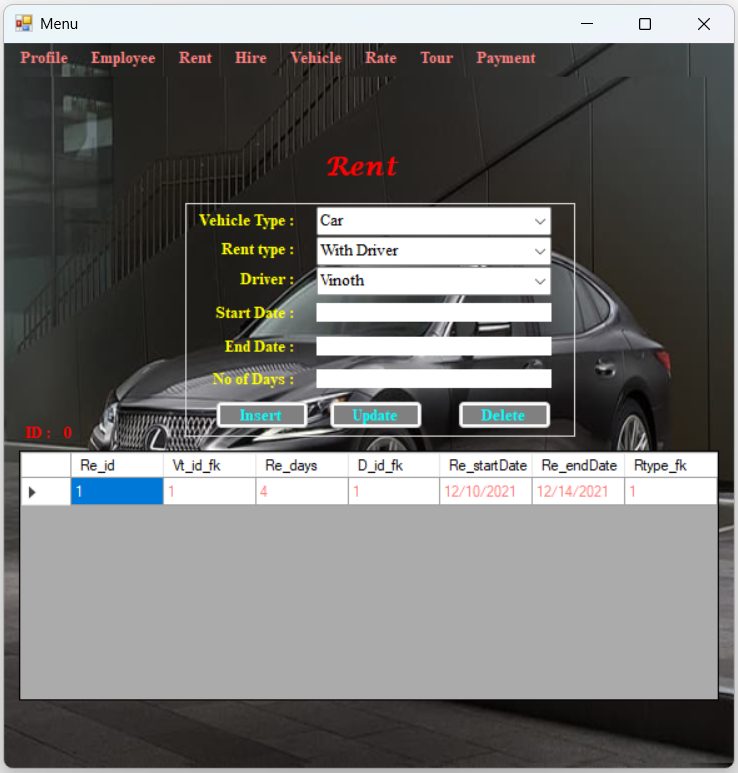 Menu
Profile Employee Rent Hire Vehicle Rate Tour Payment
Rent
Vehicle Type : Car
Rent type : With Driver
Driver : Vinoth
Start Date :
End Date :
No of Days :
Insert Update Delete
ID : 0
Re_id Vt_id_fk Re_days D_id_fk Re_startDate Re_endDate Rtype_fk
1 1 4 1 12/10/2021 12/14/2021 1